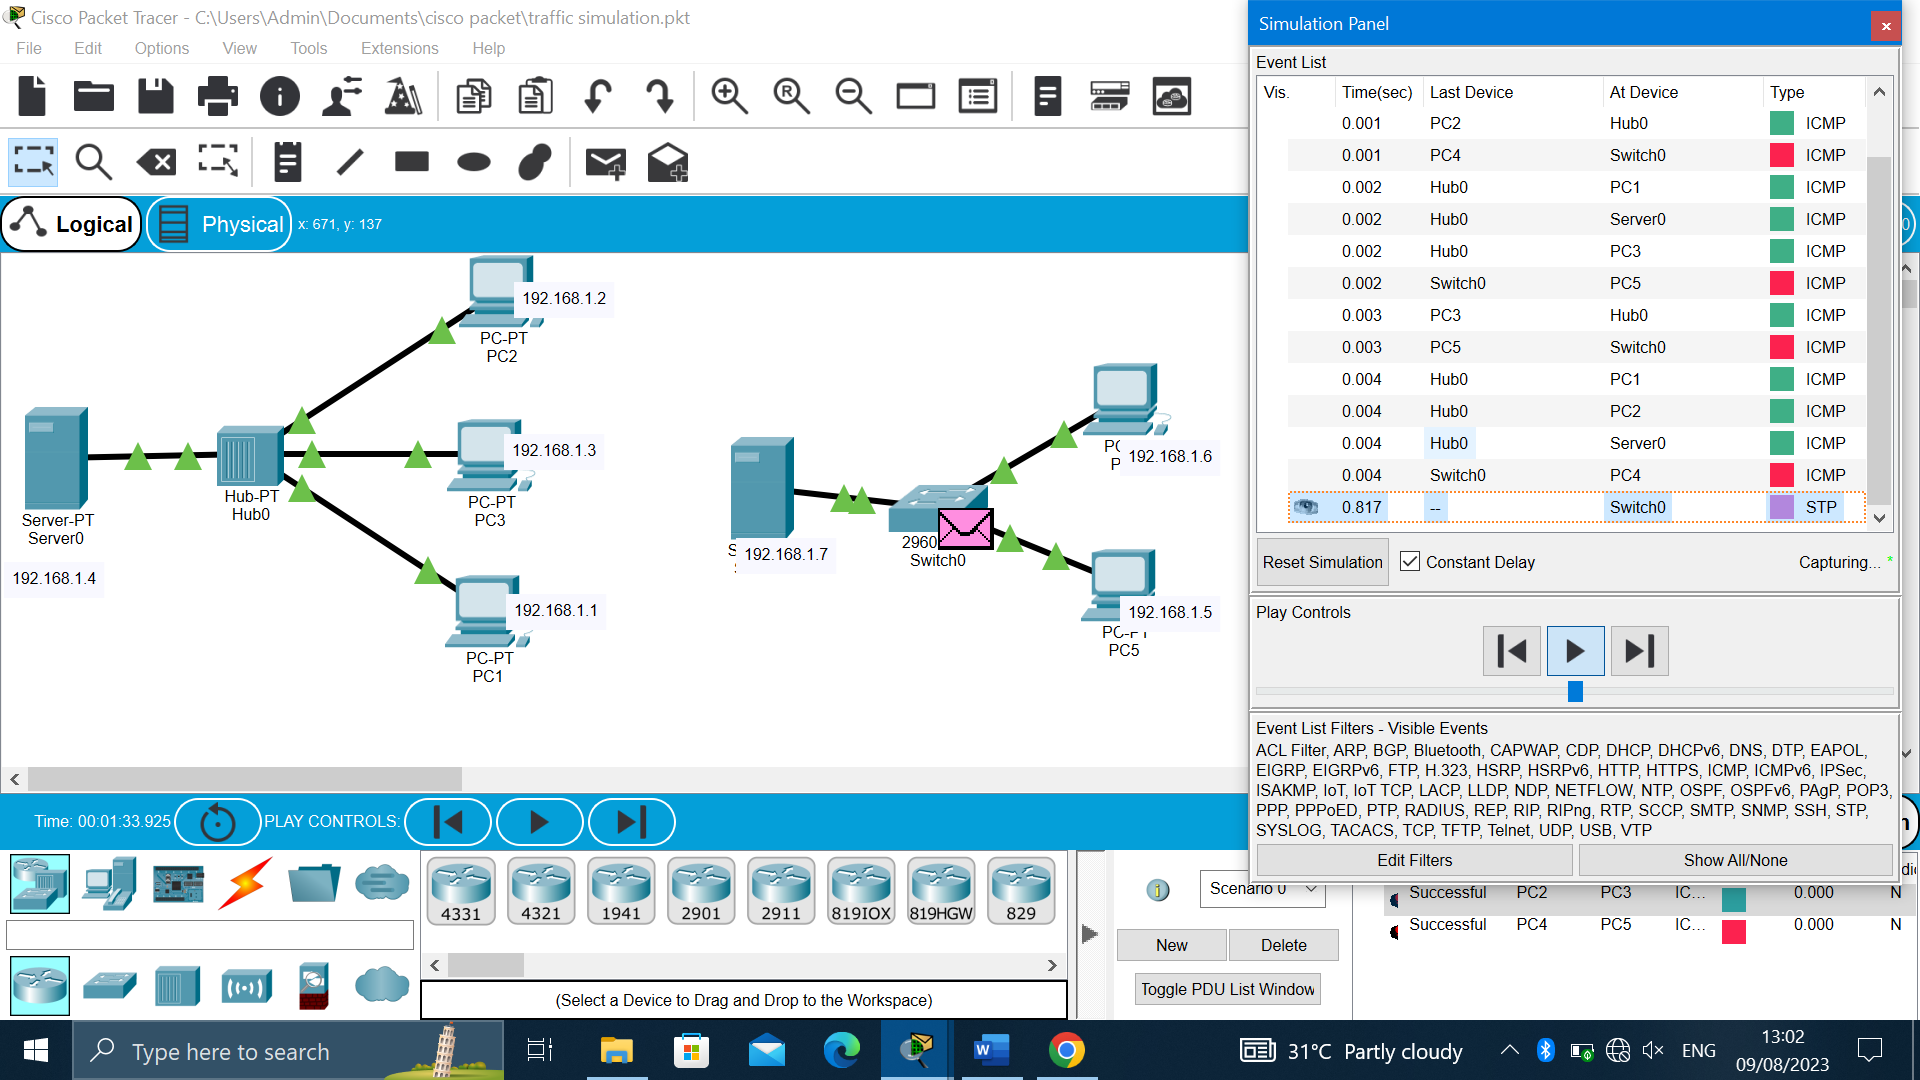 Cisco Packet Tracer - C:\Users\Admin\Documents\cisco packet\traffic simulation.pkt
File Edit Options View Tools Extensions Help
Logical Physical x: 671, y: 137
192.168.1.2
PC-PT
PC2
192.168.1.3
PC-PT
PC3
Hub-PT
Hub0
Server-PT
Server0
192.168.1.4
192.168.1.1
PC-PT
PC1
192.168.1.6
192.168.1.7
2960
Switch0
192.168.1.5
PC-PT
PC5
Simulation Panel
Event List
Vis. Time(sec) Last Device At Device Type
0.001 PC2 Hub0 ICMP
0.001 PC4 Switch0 ICMP
0.002 Hub0 PC1 ICMP
0.002 Hub0 Server0 ICMP
0.002 Hub0 PC3 ICMP
0.002 Switch0 PC5 ICMP
0.003 PC3 Hub0 ICMP
0.003 PC5 Switch0 ICMP
0.004 Hub0 PC1 ICMP
0.004 Hub0 PC2 ICMP
0.004 Hub0 Server0 ICMP
0.004 Switch0 PC4 ICMP
0.817 -- Switch0 STP
Reset Simulation Constant Delay Capturing... *
Play Controls
Event List Filters - Visible Events
ACL Filter, ARP, BGP, Bluetooth, CAPWAP, CDP, DHCP, DHCPv6, DNS, DTP, EAPOL,
EIGRP, EIGRPv6, FTP, H.323, HSRP, HSRPv6, HTTP, HTTPS, ICMP, ICMPv6, IPSec,
ISAKMP, IoT, IoT TCP, LACP, LLDP, NDP, NETFLOW, NTP, OSPF, OSPFv6, PAgP, POP3,
PPP, PPPoED, PTP, RADIUS, REP, RIP, RIPng, RTP, SCCP, SMTP, SNMP, SSH, STP,
SYSLOG, TACACS, TCP, TFTP, Telnet, UDP, USB, VTP
Edit Filters Show All/None
Time: 00:01:33.925 PLAY CONTROLS:
4331 4321 1941 2901 2911 819IOX 819HGW 829
(Select a Device to Drag and Drop to the Workspace)
Scenario 0
New Delete
Toggle PDU List Window
Successful PC2 PC3 IC... 0.000 N
Successful PC4 PC5 IC... 0.000 N
Type here to search
31°C Partly cloudy
ENG
13:02
09/08/2023